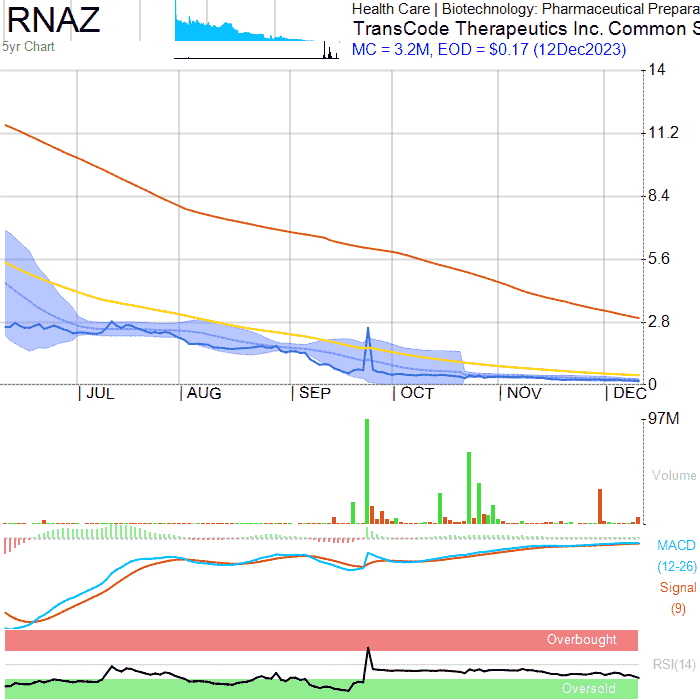 RNAZ
5yr Chart
Health Care | Biotechnology: Pharmaceutical Prepara
TransCode Therapeutics Inc. Common S
MC = 3.2M, EOD = $0.17 (12Dec2023)
14
11.2
8.4
5.6
2.8
0
JUL AUG SEP OCT NOV DEC
97M
Volume
MACD
(12-26)
Signal
(9)
Overbought
RSI(14)
Oversold